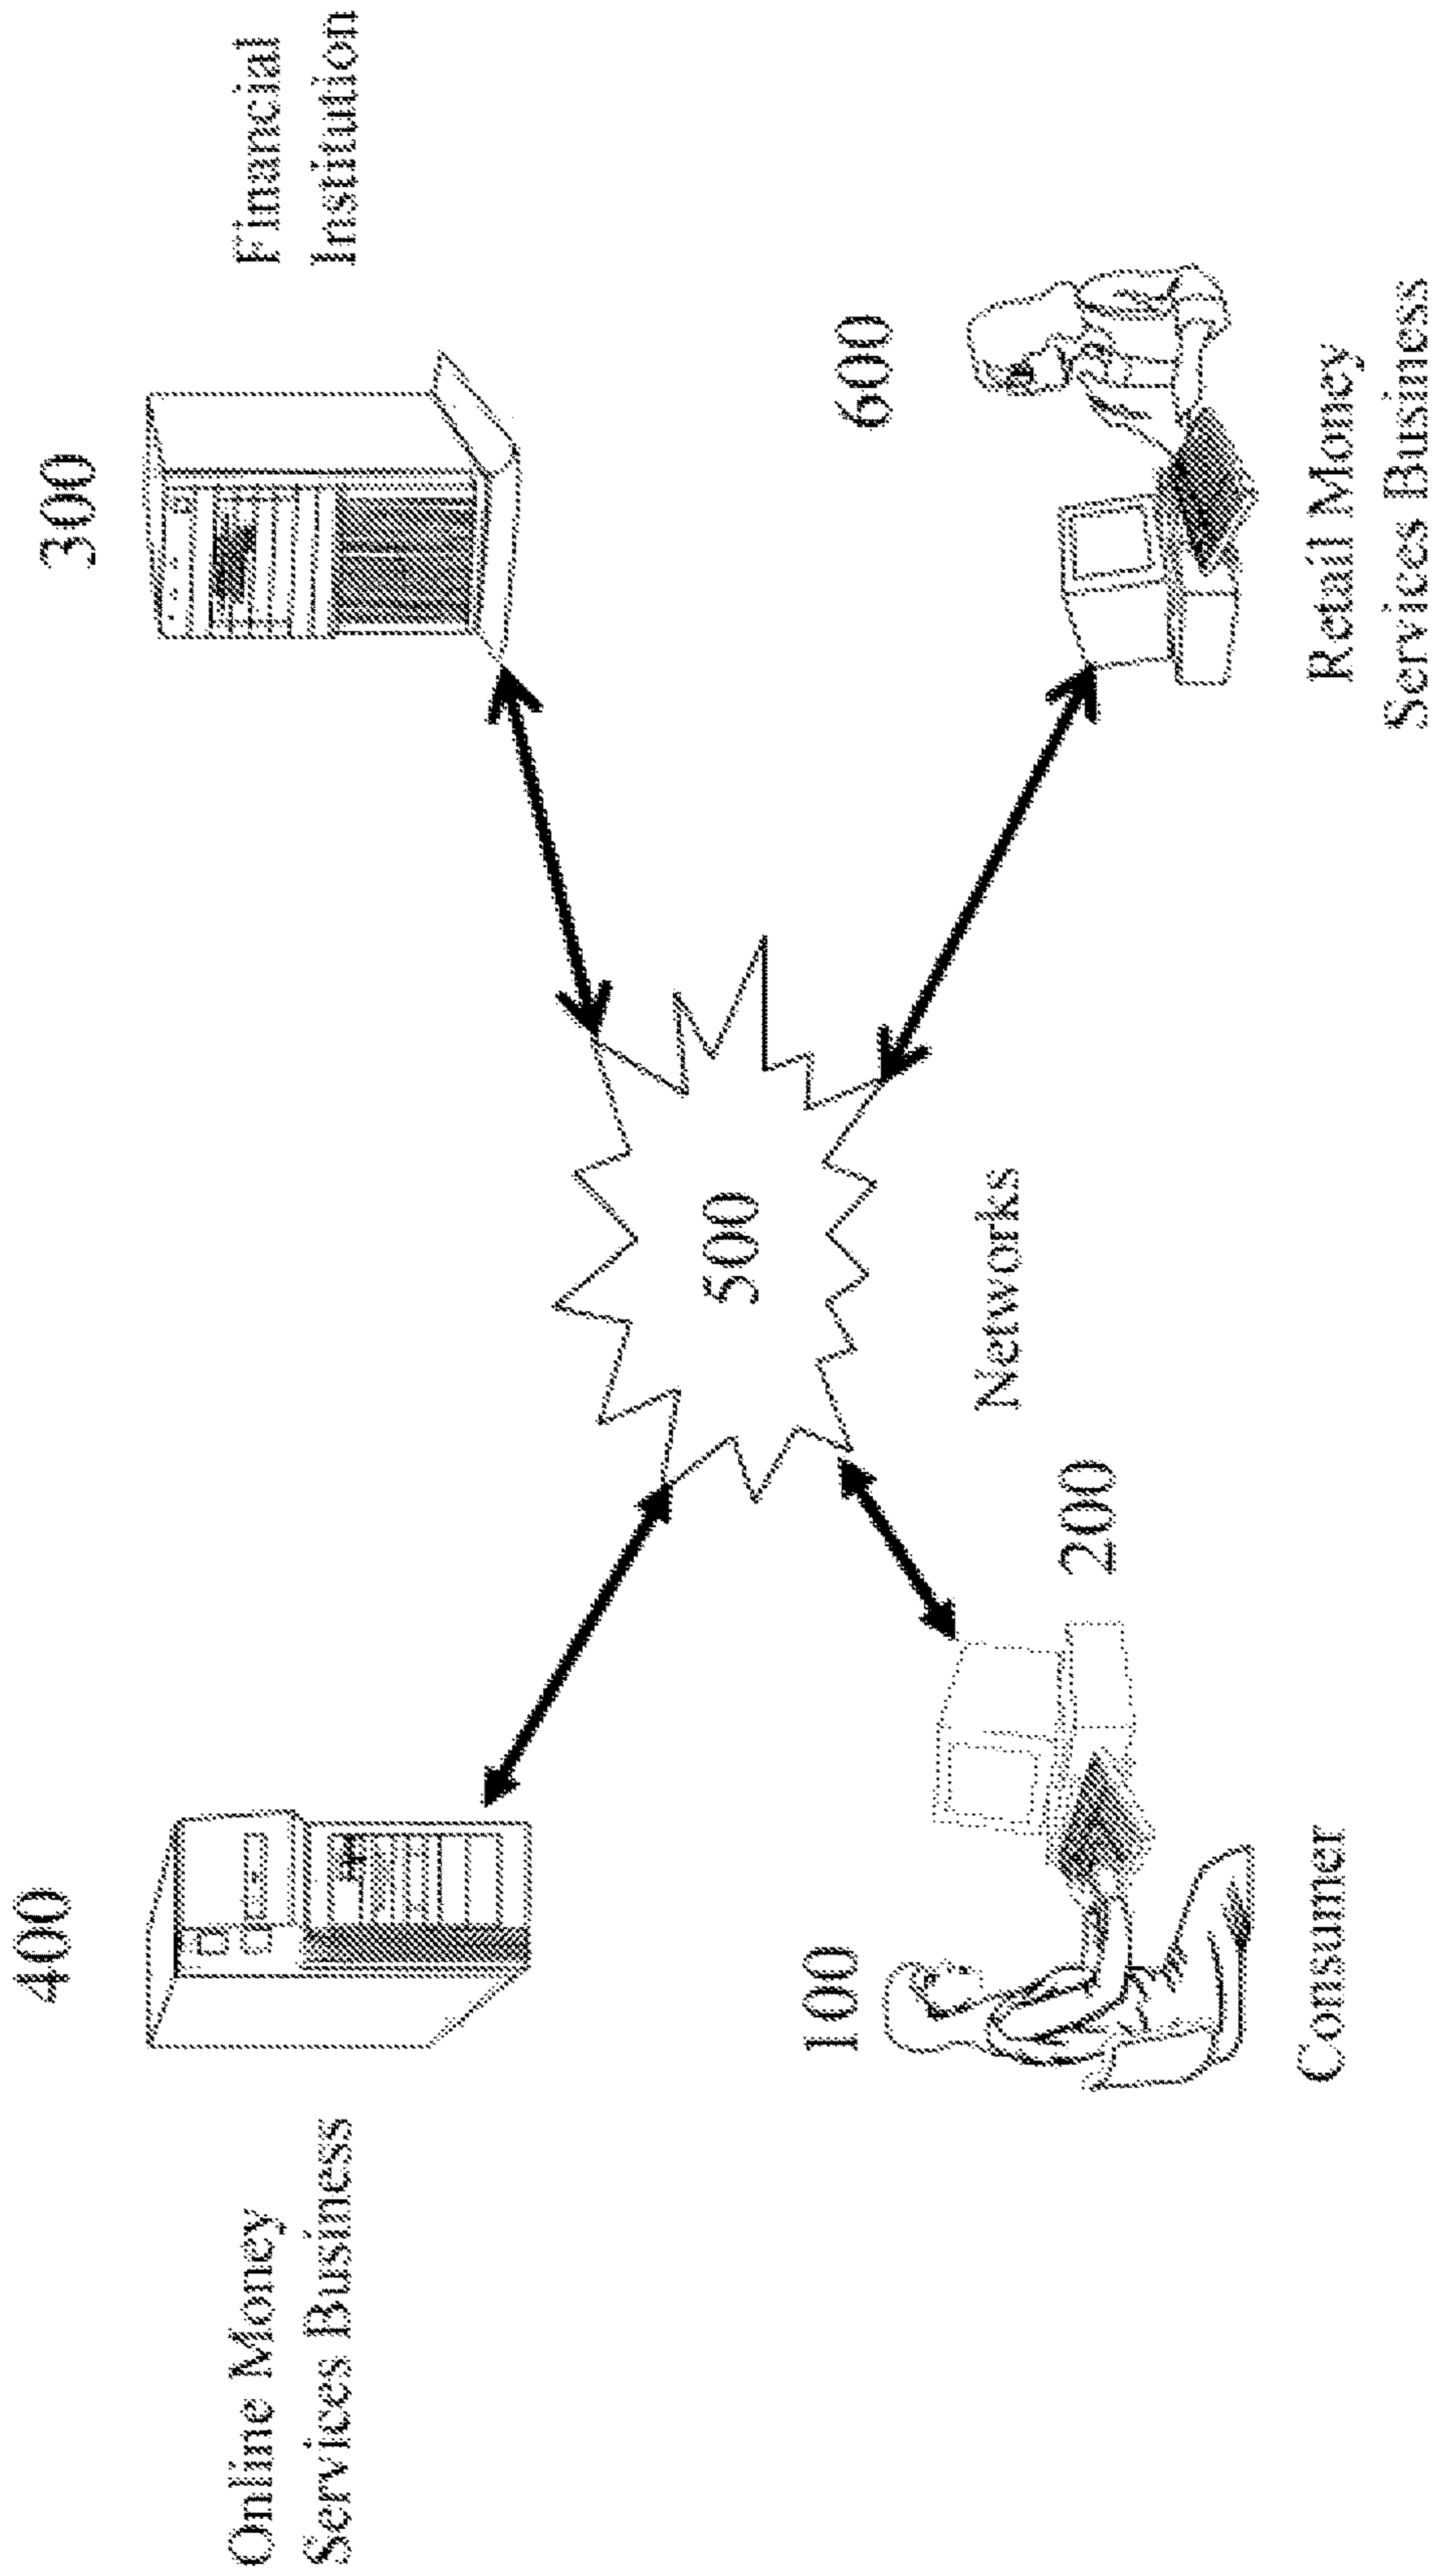 400
Online Money
Services Business
300
Financial
Institution
500
Networks
100
200
Consumer
600
Retail Money
Services Business